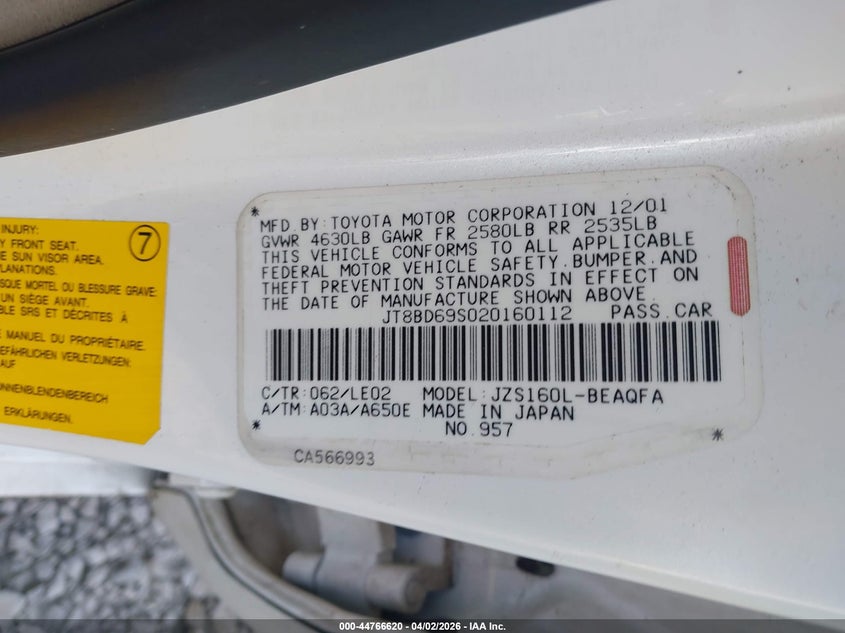 INJURY:
FRONT SEAT.
SUN VISOR AREA.
MORTEL OU BLESSURE GRAVE:
UN SIÈGE AVANT.
SRS ET DÉCRITES À
MANUEL DU PROPRIÉTAIRE.
VERLETZUNGEN:
AUF
ERKLÄRUNGEN.
7
* MFD.BY:TOYOTA MOTOR CORPORATION 12/01
GVWR 4630LB GAWR FR 2580LB RR 2535LB
THIS VEHICLE CONFORMS TO ALL APPLICABLE
FEDERAL MOTOR VEHICLE SAFETY.BUMPER.AND
THEFT PREVENTION STANDARDS IN EFFECT ON
THE DATE OF MANUFACTURE SHOWN ABOVE.
JT8BD69S020160112 PASS.CAR
C/TR:062/LE02 MODEL:JZS160L-BEAQFA
A/TM:A03A/A650E MADE IN JAPAN
* NO.957 *
CA566993
000-44766620 - 04/02/2026 - IAA Inc.